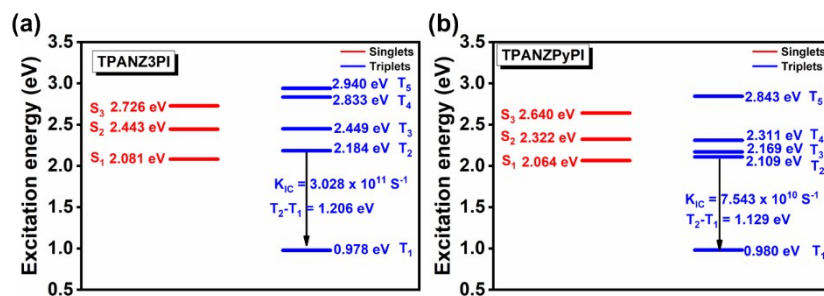 (a)
Excitation energy (eV)
3.5
3.0
2.5
2.0
1.5
1.0
0.5
TPANZ3PI
Singlets
Triplets
S3 2.726 eV
S2 2.443 eV
S1 2.081 eV
2.940 eV T5
2.833 eV T4
2.449 eV T3
2.184 eV T2
KIC = 3.028 x 10^11 S^-1
T2-T1 = 1.206 eV
0.978 eV T1
(b)
Excitation energy (eV)
3.5
3.0
2.5
2.0
1.5
1.0
0.5
TPANZPyPI
Singlets
Triplets
S3 2.640 eV
S2 2.322 eV
S1 2.064 eV
2.843 eV T5
2.311 eV T4
2.169 eV T3
2.109 eV T2
KIC = 7.543 x 10^10 S^-1
T2-T1 = 1.129 eV
0.980 eV T1